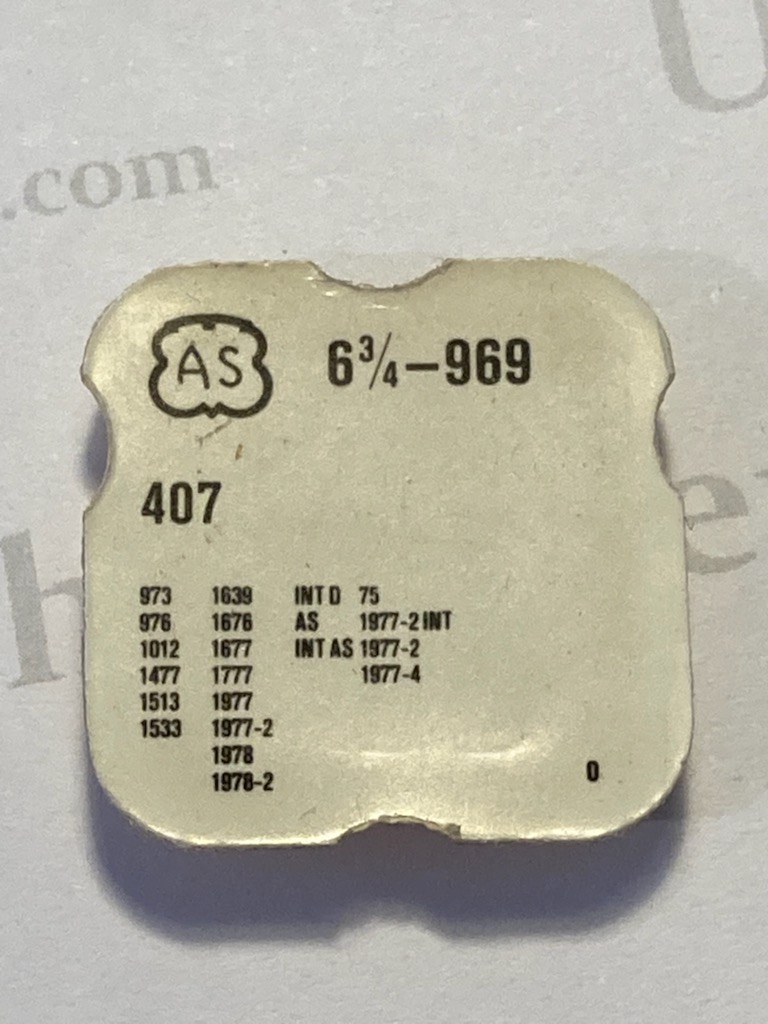 .com
AS 6¾-969
407
973 1639 INT D 75
976 1676 AS 1977-2 INT
1012 1677 INT AS 1977-2
1477 1777 1977-4
1513 1977
1533 1977-2
1978
1978-2
0